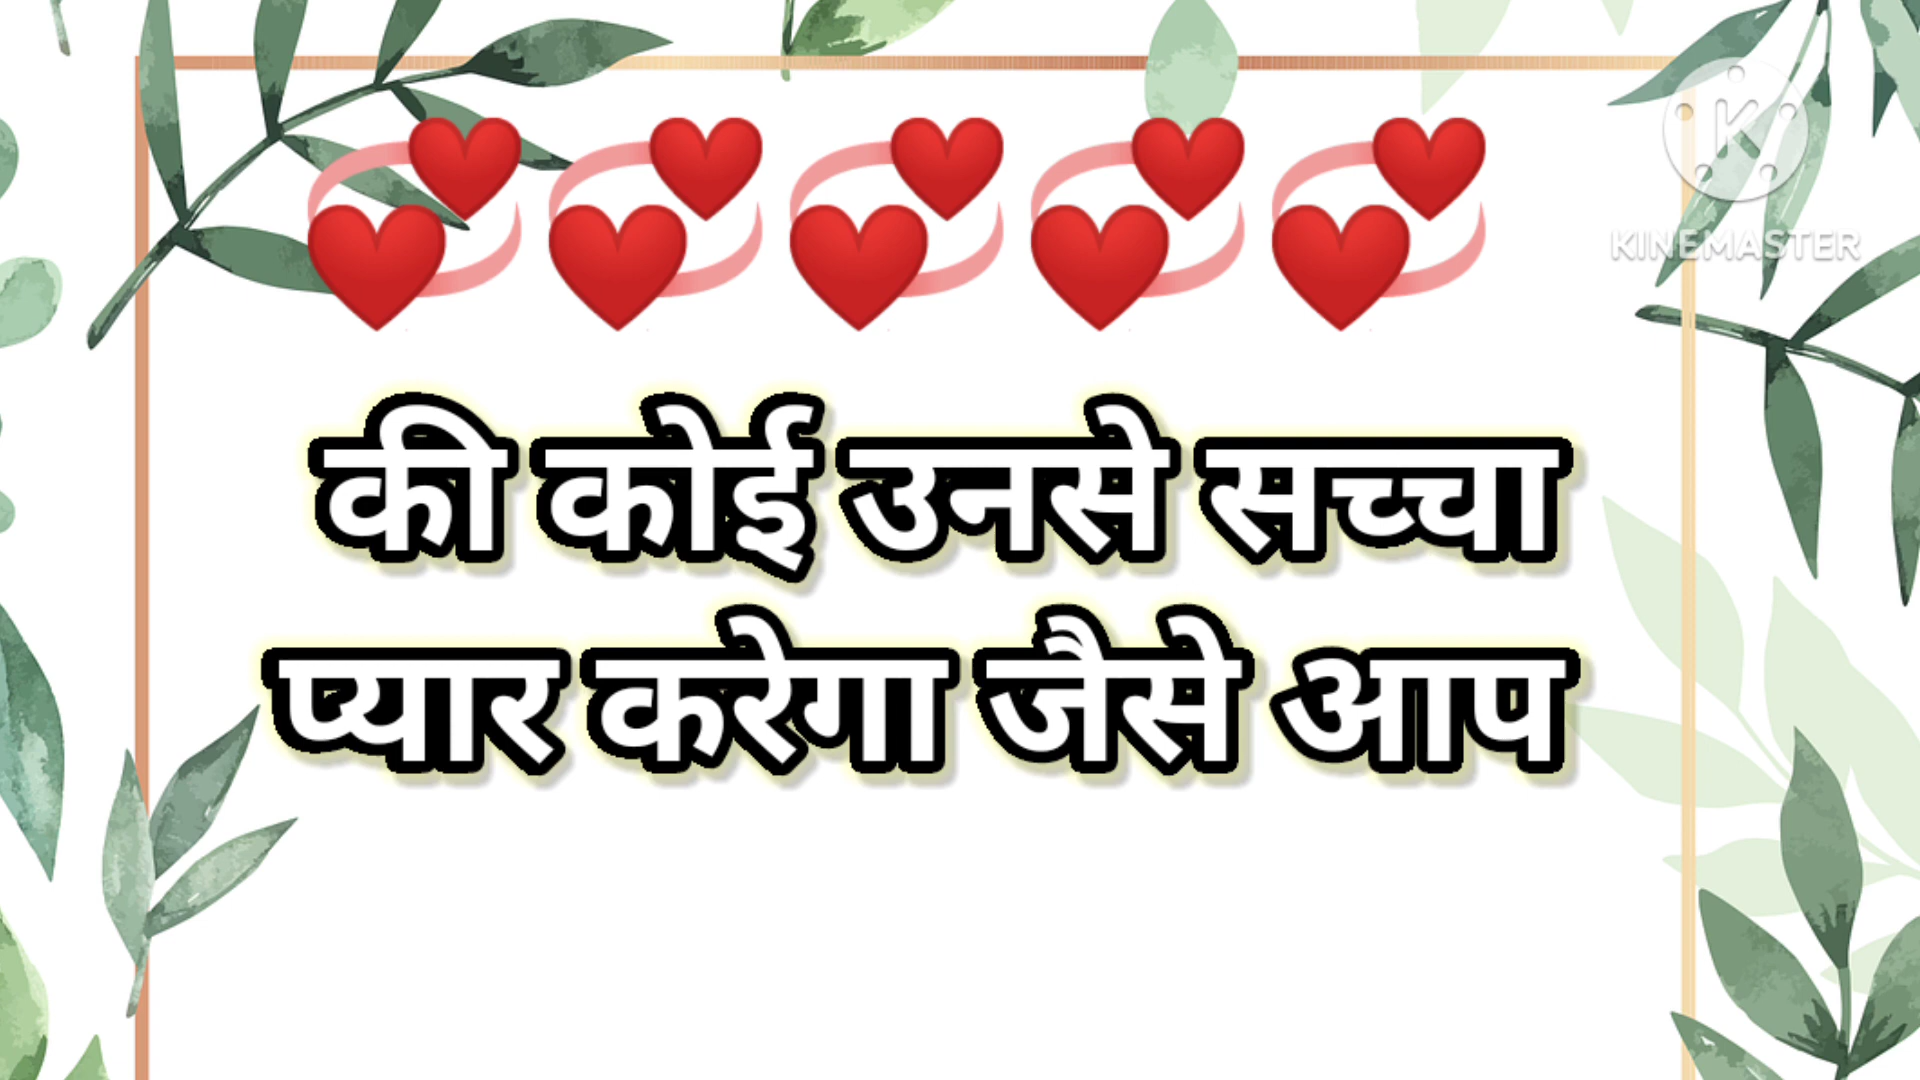 KINEMASTER
की कोई उनसे सच्चा
प्यार करेगा जैसे आप